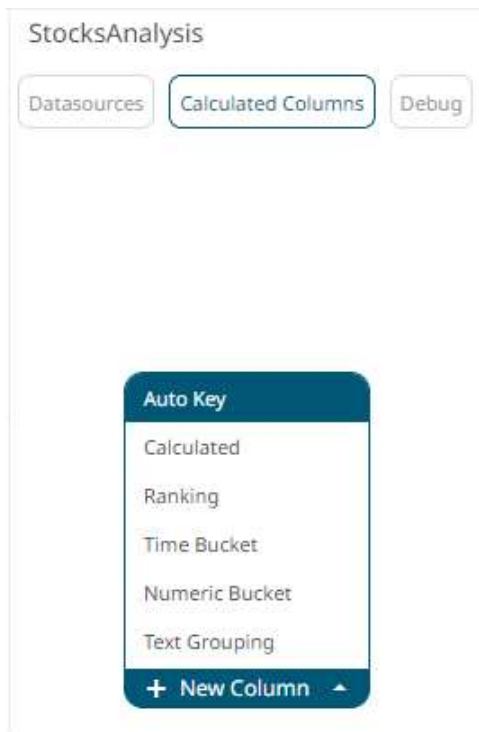 StocksAnalysis
Datasources Calculated Columns Debug
Auto Key
Calculated
Ranking
Time Bucket
Numeric Bucket
Text Grouping
+ New Column